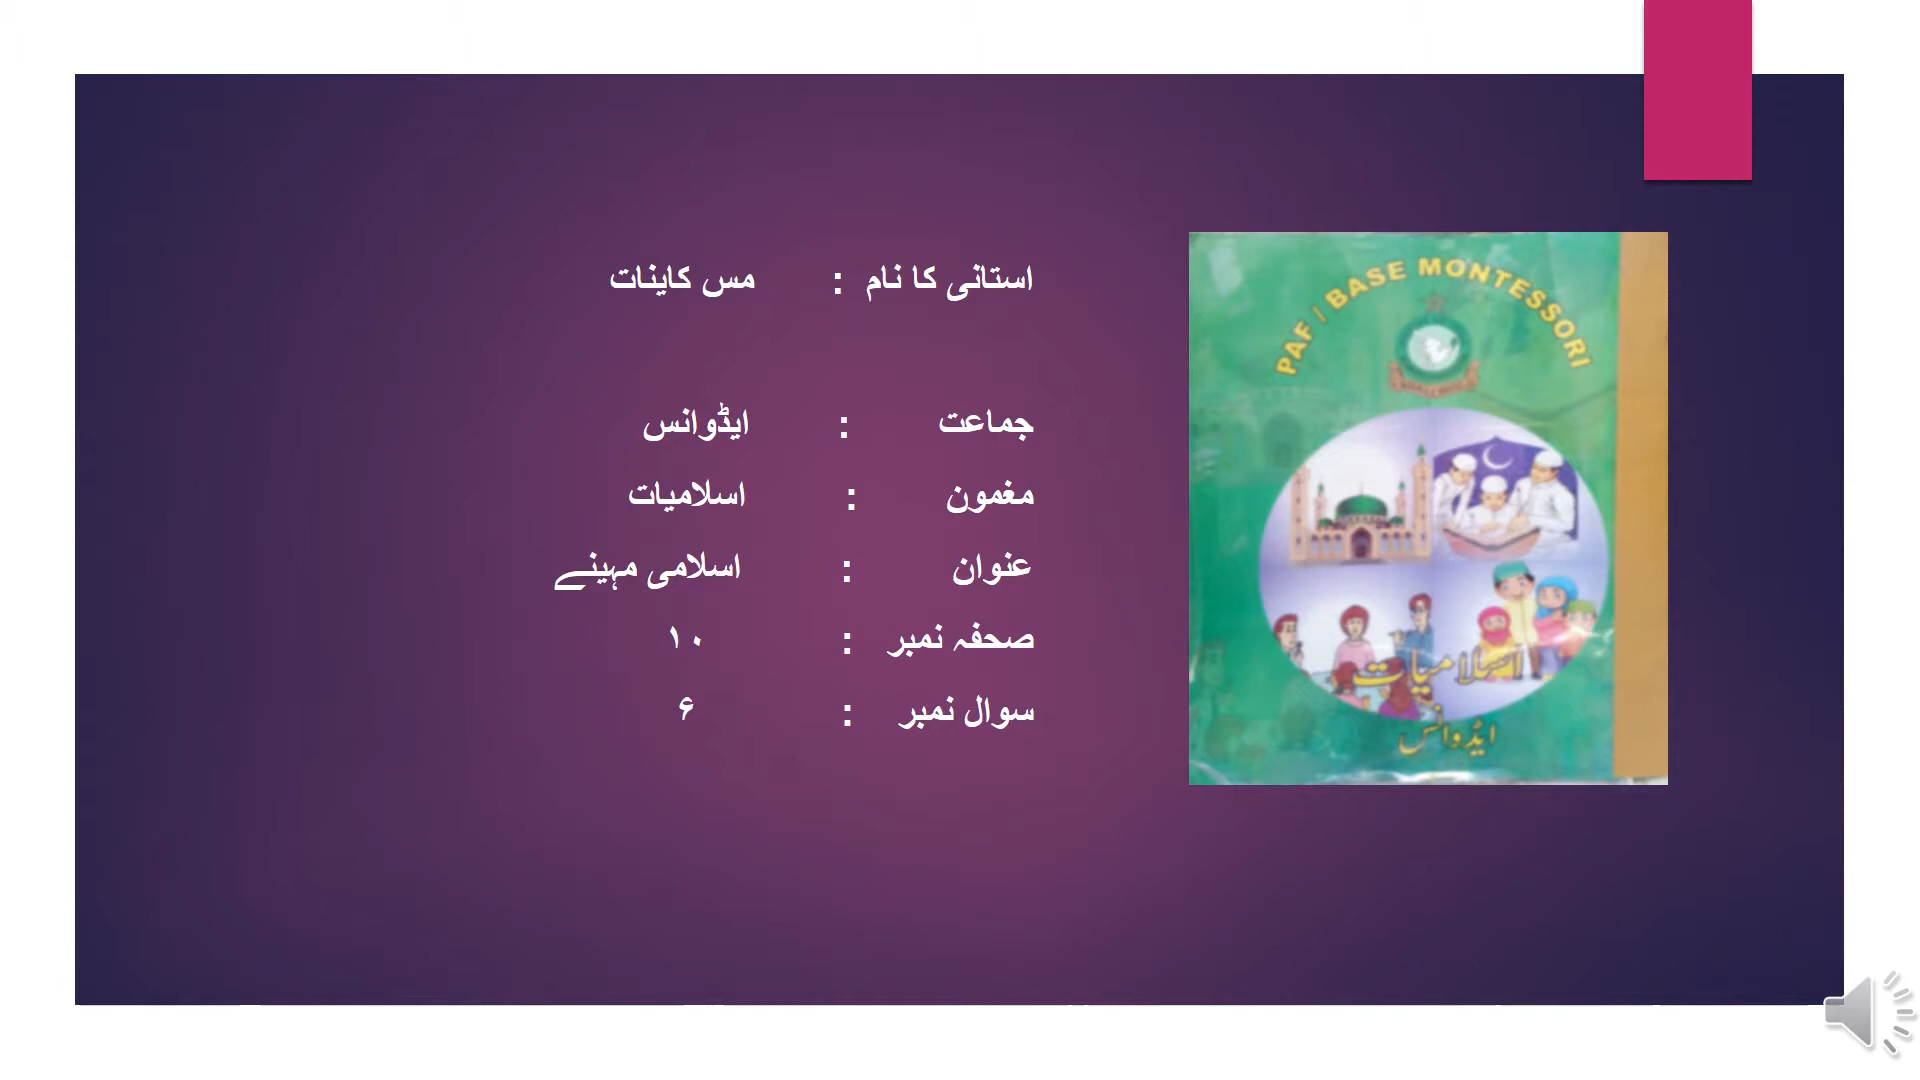 استانی کا نام : مس کاینات
جماعت : ایڈوانس
مغمون : اسلامیات
عنوان : اسلامی مہینے
صحفہ نمبر : ۱۰
سوال نمبر : ۶
PAF / BASE MONTESSORI
اسلامیات
ایڈوانس